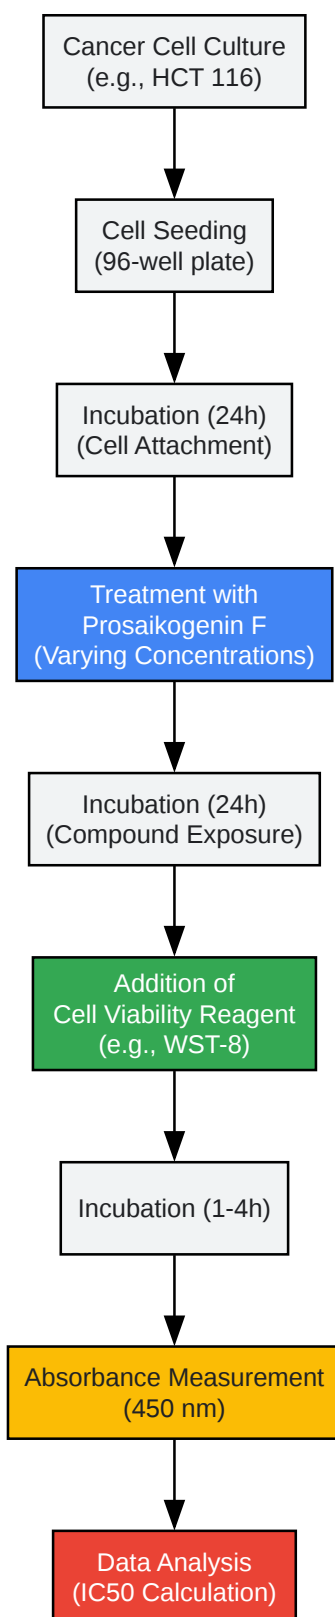 Cancer Cell Culture
(e.g., HCT 116)
Cell Seeding
(96-well plate)
Incubation (24h)
(Cell Attachment)
Treatment with
Prosaikogenin F
(Varying Concentrations)
Incubation (24h)
(Compound Exposure)
Addition of
Cell Viability Reagent
(e.g., WST-8)
Incubation (1-4h)
Absorbance Measurement
(450 nm)
Data Analysis
(IC50 Calculation)